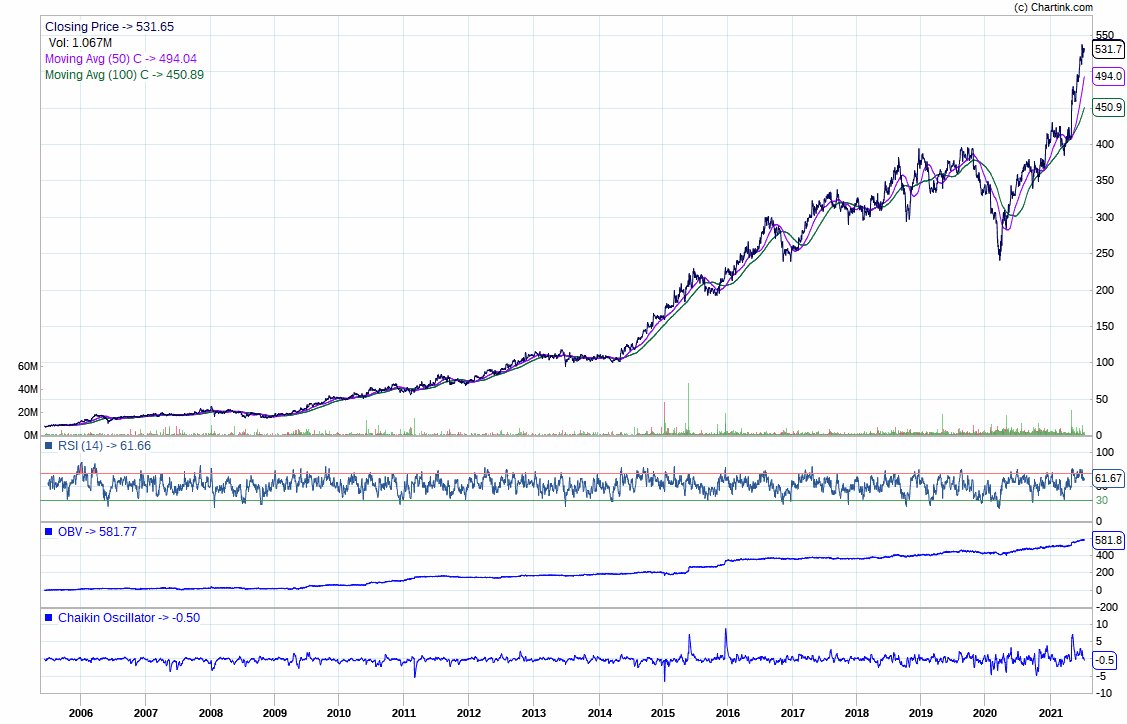 (c) Chartink.com
Closing Price -> 531.65
Vol: 1.067M
Moving Avg (50) C -> 494.04
Moving Avg (100) C -> 450.89
550
531.7
494.0
450.9
400
350
300
250
200
150
100
50
0
60M
40M
20M
0M
RSI (14) -> 61.66
100
61.67
30
0
OBV -> 581.77
581.8
400
200
0
-200
Chaikin Oscillator -> -0.50
10
5
-0.5
-5
-10
2006 2007 2008 2009 2010 2011 2012 2013 2014 2015 2016 2017 2018 2019 2020 2021